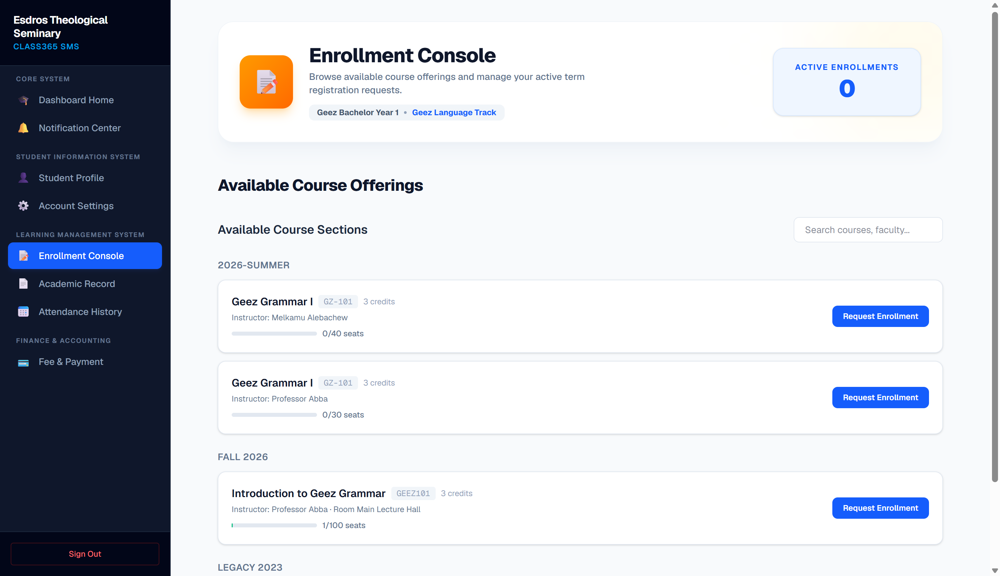 Esdros Theological
Seminary
CLASS365 SMS
CORE SYSTEM
Dashboard Home
Notification Center
STUDENT INFORMATION SYSTEM
Student Profile
Account Settings
LEARNING MANAGEMENT SYSTEM
Enrollment Console
Academic Record
Attendance History
FINANCE & ACCOUNTING
Fee & Payment
Sign Out
Enrollment Console
Browse available course offerings and manage your active term
registration requests.
Geez Bachelor Year 1 • Geez Language Track
ACTIVE ENROLLMENTS
0
Available Course Offerings
Available Course Sections
Search courses, faculty...
2026-SUMMER
Geez Grammar I GZ-101 3 credits
Instructor: Melkamu Alebachew
0/40 seats
Request Enrollment
Geez Grammar I GZ-101 3 credits
Instructor: Professor Abba
0/30 seats
Request Enrollment
FALL 2026
Introduction to Geez Grammar GEEZ101 3 credits
Instructor: Professor Abba · Room Main Lecture Hall
1/100 seats
Request Enrollment
LEGACY 2023